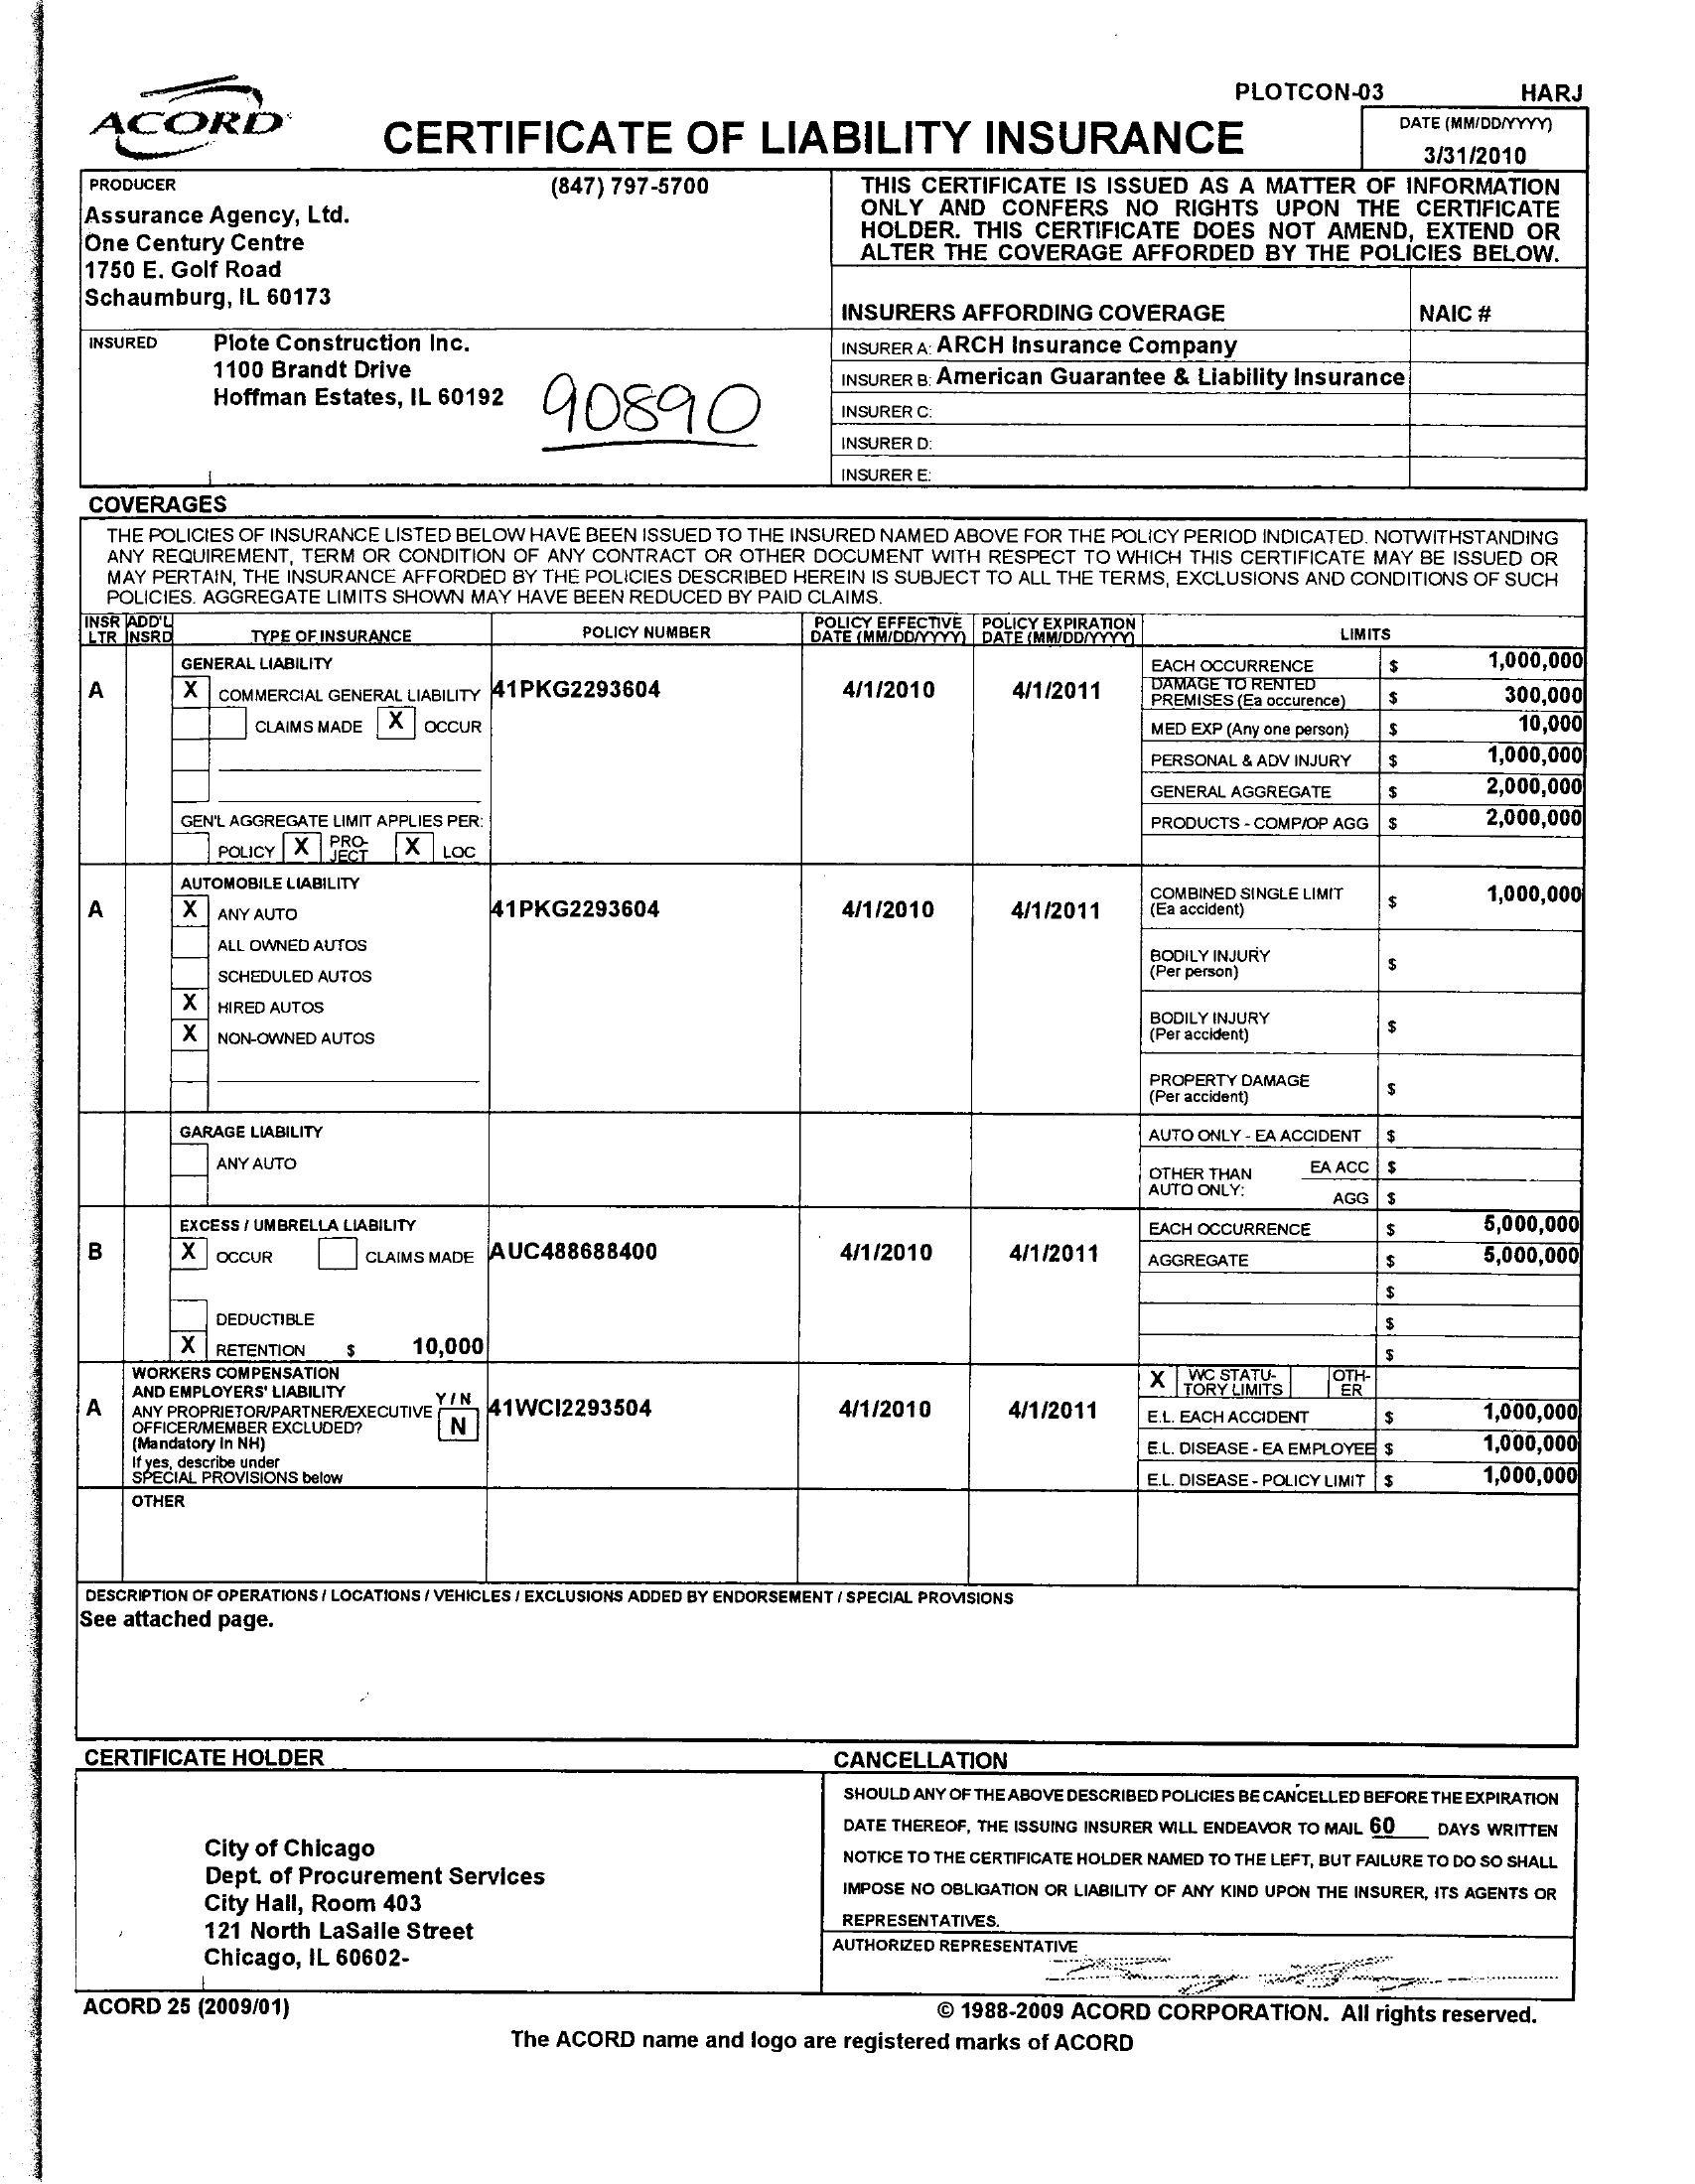 PLOTCON-03 HARJ
ACORD
CERTIFICATE OF LIABILITY INSURANCE
DATE (MM/DD/YYYY)
3/31/2010
PRODUCER (847) 797-5700
Assurance Agency, Ltd.
One Century Centre
1750 E. Golf Road
Schaumburg, IL 60173
THIS CERTIFICATE IS ISSUED AS A MATTER OF INFORMATION
ONLY AND CONFERS NO RIGHTS UPON THE CERTIFICATE
HOLDER. THIS CERTIFICATE DOES NOT AMEND, EXTEND OR
ALTER THE COVERAGE AFFORDED BY THE POLICIES BELOW.
INSURERS AFFORDING COVERAGE NAIC #
INSURED Plote Construction Inc.
1100 Brandt Drive
Hoffman Estates, IL 60192
90890
INSURER A: ARCH Insurance Company
INSURER B: American Guarantee & Liability Insurance
INSURER C:
INSURER D:
INSURER E:
COVERAGES
THE POLICIES OF INSURANCE LISTED BELOW HAVE BEEN ISSUED TO THE INSURED NAMED ABOVE FOR THE POLICY PERIOD INDICATED. NOTWITHSTANDING
ANY REQUIREMENT, TERM OR CONDITION OF ANY CONTRACT OR OTHER DOCUMENT WITH RESPECT TO WHICH THIS CERTIFICATE MAY BE ISSUED OR
MAY PERTAIN, THE INSURANCE AFFORDED BY THE POLICIES DESCRIBED HEREIN IS SUBJECT TO ALL THE TERMS, EXCLUSIONS AND CONDITIONS OF SUCH
POLICIES. AGGREGATE LIMITS SHOWN MAY HAVE BEEN REDUCED BY PAID CLAIMS.
INSR LTR ADD'L INSRD TYPE OF INSURANCE POLICY NUMBER POLICY EFFECTIVE DATE (MM/DD/YYYY) POLICY EXPIRATION DATE (MM/DD/YYYY) LIMITS
GENERAL LIABILITY EACH OCCURRENCE $ 1,000,000
A X COMMERCIAL GENERAL LIABILITY 41PKG2293604 4/1/2010 4/1/2011 DAMAGE TO RENTED PREMISES (Ea occurence) $ 300,000
CLAIMS MADE X OCCUR MED EXP (Any one person) $ 10,000
PERSONAL & ADV INJURY $ 1,000,000
GENERAL AGGREGATE $ 2,000,000
GEN'L AGGREGATE LIMIT APPLIES PER: PRODUCTS - COMP/OP AGG $ 2,000,000
POLICY X PRO-JECT X LOC
AUTOMOBILE LIABILITY
A X ANY AUTO 41PKG2293604 4/1/2010 4/1/2011 COMBINED SINGLE LIMIT (Ea accident) $ 1,000,000
ALL OWNED AUTOS
SCHEDULED AUTOS BODILY INJURY (Per person) $
X HIRED AUTOS
X NON-OWNED AUTOS BODILY INJURY (Per accident) $
PROPERTY DAMAGE (Per accident) $
GARAGE LIABILITY AUTO ONLY - EA ACCIDENT $
ANY AUTO OTHER THAN AUTO ONLY: EA ACC $
AGG $
EXCESS / UMBRELLA LIABILITY EACH OCCURRENCE $ 5,000,000
B X OCCUR CLAIMS MADE AUC488688400 4/1/2010 4/1/2011 AGGREGATE $ 5,000,000
$
DEDUCTIBLE $
X RETENTION $ 10,000 $
WORKERS COMPENSATION X WC STATU- OTH-
AND EMPLOYERS' LIABILITY Y / N TORY LIMITS ER
A ANY PROPRIETOR/PARTNER/EXECUTIVE 41WCI2293504 4/1/2010 4/1/2011 E.L. EACH ACCIDENT $ 1,000,000
OFFICER/MEMBER EXCLUDED? N
(Mandatory in NH) E.L. DISEASE - EA EMPLOYEE $ 1,000,000
If yes, describe under
SPECIAL PROVISIONS below E.L. DISEASE - POLICY LIMIT $ 1,000,000
OTHER
DESCRIPTION OF OPERATIONS / LOCATIONS / VEHICLES / EXCLUSIONS ADDED BY ENDORSEMENT / SPECIAL PROVISIONS
See attached page.
CERTIFICATE HOLDER
City of Chicago
Dept. of Procurement Services
City Hall, Room 403
121 North LaSalle Street
Chicago, IL 60602-
CANCELLATION
SHOULD ANY OF THE ABOVE DESCRIBED POLICIES BE CANCELLED BEFORE THE EXPIRATION
DATE THEREOF, THE ISSUING INSURER WILL ENDEAVOR TO MAIL 60 DAYS WRITTEN
NOTICE TO THE CERTIFICATE HOLDER NAMED TO THE LEFT, BUT FAILURE TO DO SO SHALL
IMPOSE NO OBLIGATION OR LIABILITY OF ANY KIND UPON THE INSURER, ITS AGENTS OR
REPRESENTATIVES.
AUTHORIZED REPRESENTATIVE
ACORD 25 (2009/01)
© 1988-2009 ACORD CORPORATION. All rights reserved.
The ACORD name and logo are registered marks of ACORD